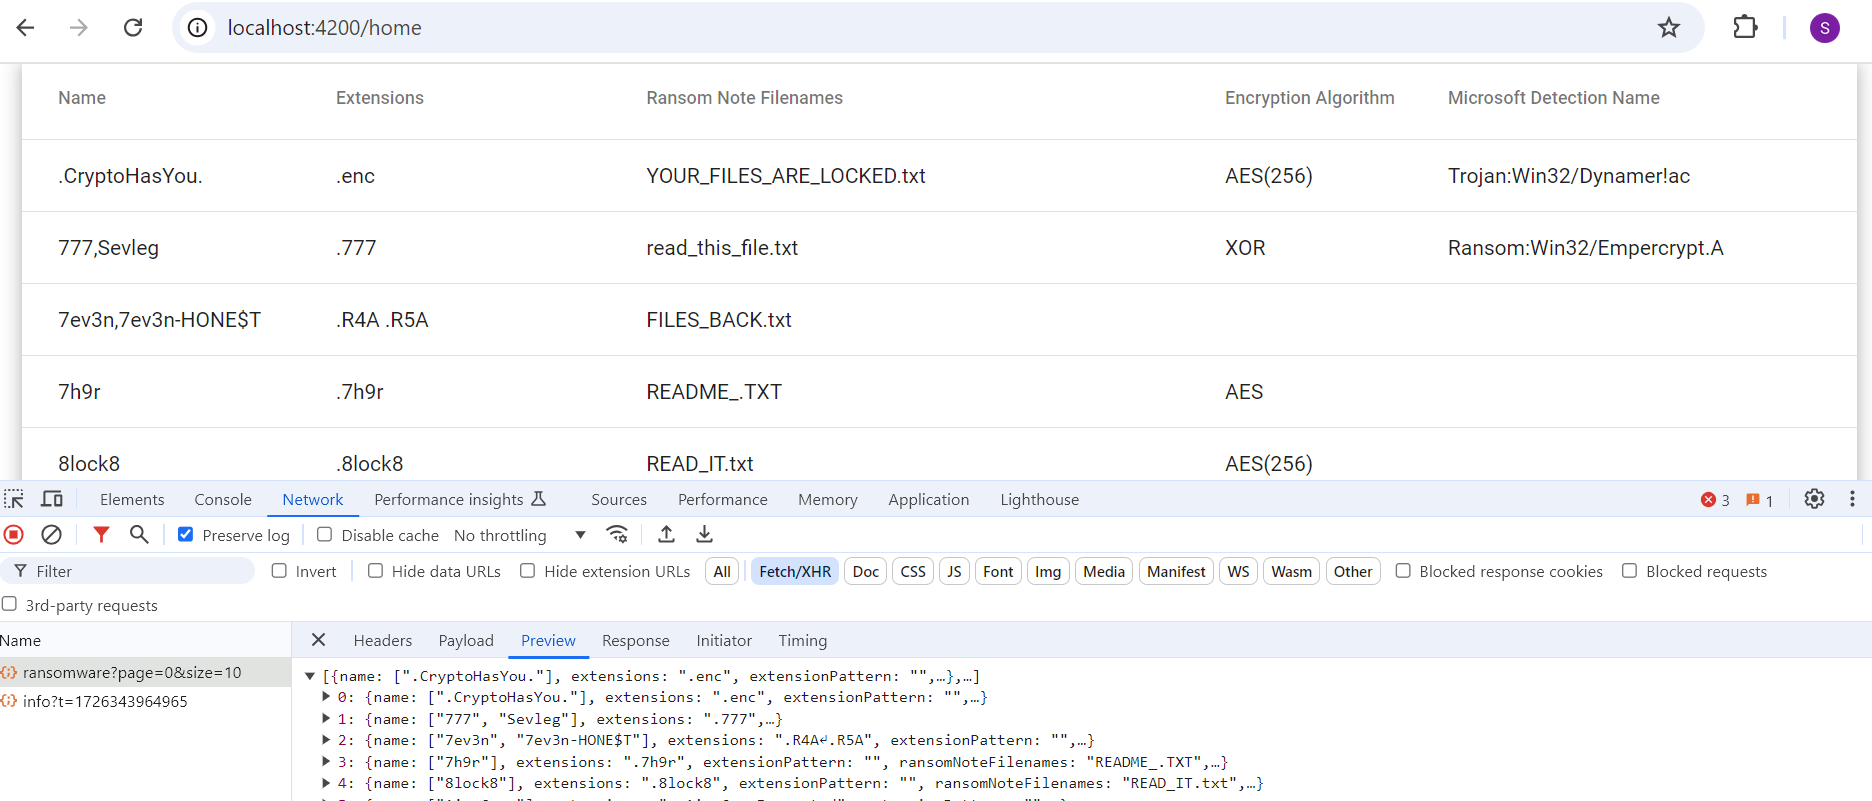 localhost:4200/home
S
Name Extensions Ransom Note Filenames Encryption Algorithm Microsoft Detection Name
.CryptoHasYou. .enc YOUR_FILES_ARE_LOCKED.txt AES(256) Trojan:Win32/Dynamer!ac
777,Sevleg .777 read_this_file.txt XOR Ransom:Win32/Empercrypt.A
7ev3n,7ev3n-HONE$T .R4A .R5A FILES_BACK.txt
7h9r .7h9r README_.TXT AES
8lock8 .8lock8 READ_IT.txt AES(256)
Elements Console Network Performance insights Sources Performance Memory Application Lighthouse 3 1
Preserve log Disable cache No throttling
Filter Invert Hide data URLs Hide extension URLs All Fetch/XHR Doc CSS JS Font Img Media Manifest WS Wasm Other Blocked response cookies Blocked requests
3rd-party requests
Name Headers Payload Preview Response Initiator Timing
ransomware?page=0&size=10
info?t=1726343964965
[{name: [".CryptoHasYou."], extensions: ".enc", extensionPattern: "",…},…]
0: {name: [".CryptoHasYou."], extensions: ".enc", extensionPattern: "",…}
1: {name: ["777", "Sevleg"], extensions: ".777",…}
2: {name: ["7ev3n", "7ev3n-HONE$T"], extensions: ".R4A↵.R5A", extensionPattern: "",…}
3: {name: ["7h9r"], extensions: ".7h9r", extensionPattern: "", ransomNoteFilenames: "README_.TXT",…}
4: {name: ["8lock8"], extensions: ".8lock8", extensionPattern: "", ransomNoteFilenames: "READ_IT.txt",…}